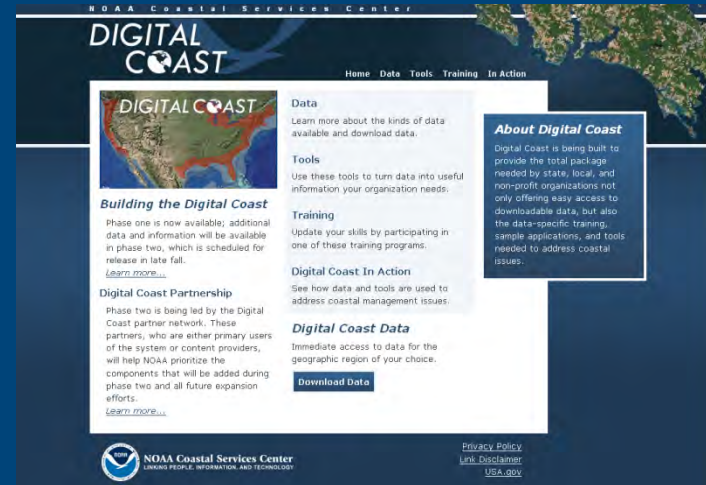 NOAA Coastal Services Center
DIGITAL
COAST
Home Data Tools Training In Action
DIGITAL COAST
Building the Digital Coast
Phase one is now available; additional
data and information will be available
in phase two, which is scheduled for
release in late fall.
Learn more...
Digital Coast Partnership
Phase two is being led by the Digital
Coast partner network. These
partners, who are either primary users
of the system or content providers,
will help NOAA prioritize the
components that will be added during
phase two and all future expansion
efforts.
Learn more...
Data
Learn more about the kinds of data
available and download data.
Tools
Use these tools to turn data into useful
information your organization needs.
Training
Update your skills by participating in
one of these training programs.
Digital Coast In Action
See how data and tools are used to
address coastal management issues.
Digital Coast Data
Immediate access to data for the
geographic region of your choice.
Download Data
About Digital Coast
Digital Coast is being built to
provide the total package
needed by state, local, and
non-profit organizations not
only offering easy access to
downloadable data, but also
the data-specific training,
sample applications, and tools
needed to address coastal
issues.
NOAA
NOAA Coastal Services Center
LINKING PEOPLE, INFORMATION, AND TECHNOLOGY
Privacy Policy
Link Disclaimer
USA.gov